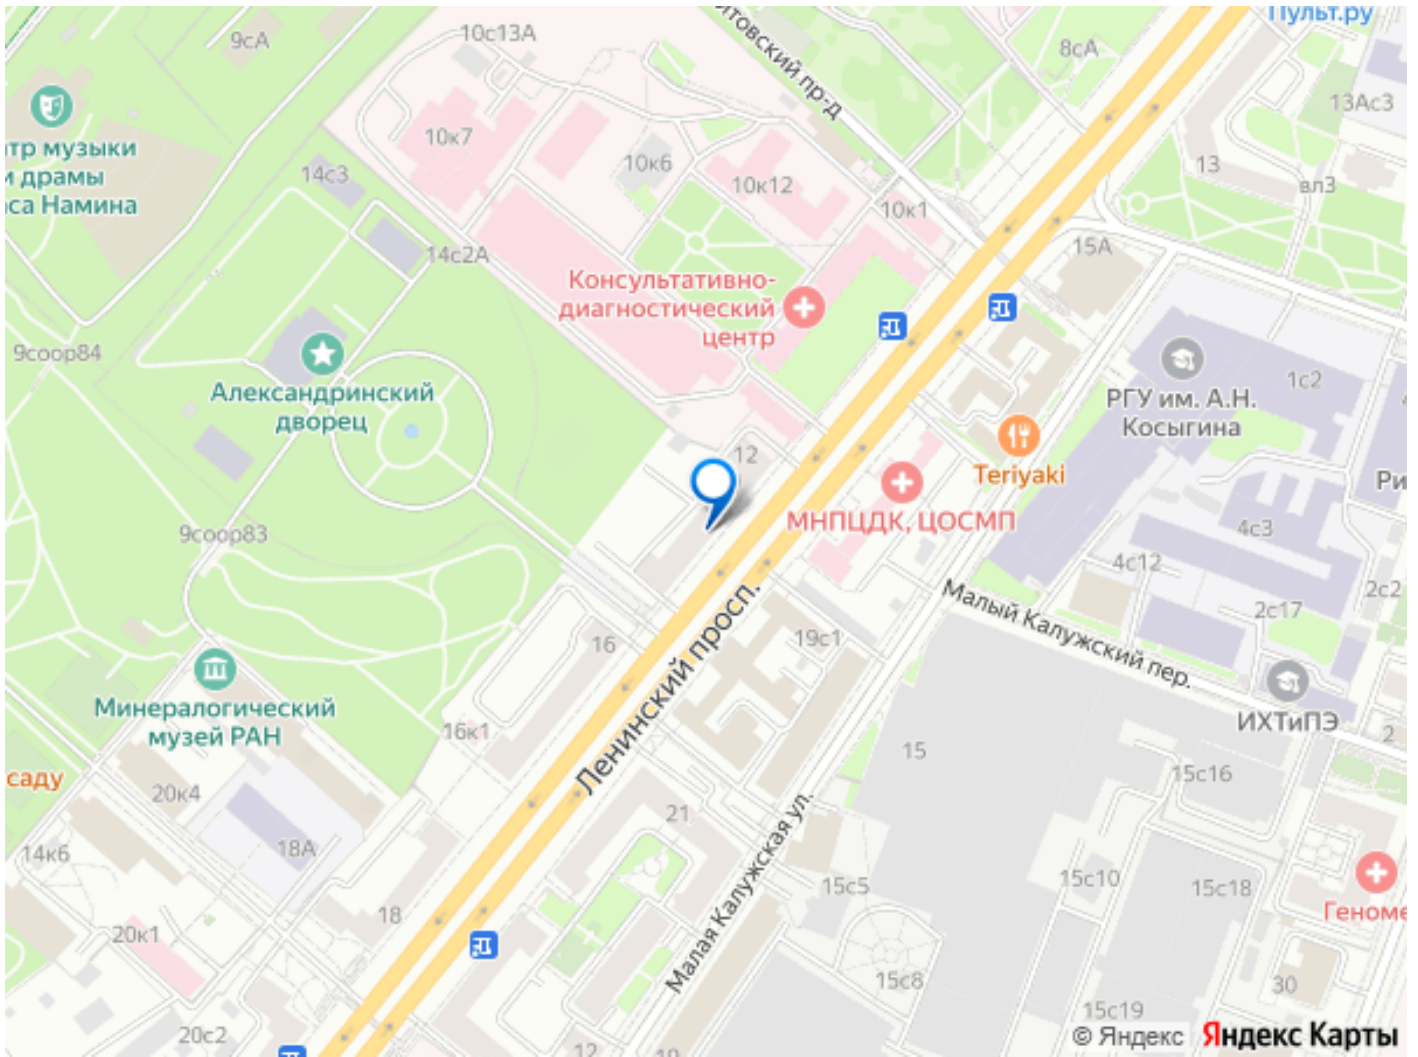 Пульт.ру
9сА
10с13А
товский пр-д
8сА
13Ас3
тр музыки
и драмы
са Намина
14с3
10к7
10к6
10к12
10к1
13
вл3
14с2А
15А
Консультативно-
диагностический
центр
9соор84
Александринский
дворец
РГУ им. А.Н.
Косыгина
1с2
12
Teriyaki
МНПЦДК, ЦОСМП
Ри
9соор83
4с3
4с12
Малый Калужский пер.
2с17
2с2
Ленинский просп.
16
19с1
Минералогический
музей РАН
16к1
ИХТиПЭ
2
15
15с16
саду
20к4
21
Малая Калужская ул.
14к6
18А
15с5
15с10
15с18
Геноме
18
20к1
15с8
30
15с19
20с2
12
© Яндекс
Яндекс Карты